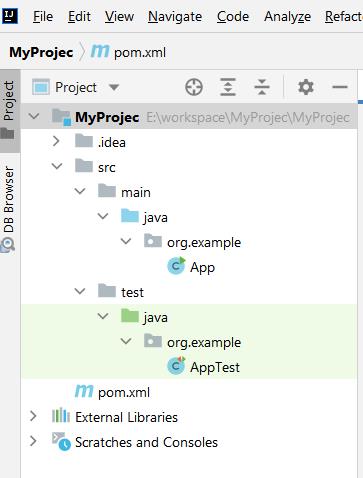 IJ File Edit View Navigate Code Analyze Refact
MyProjec pom.xml
Project
Project
DB Browser
MyProjec E:\workspace\MyProjec\MyProjec
.idea
src
main
java
org.example
C App
test
java
org.example
C AppTest
m pom.xml
External Libraries
Scratches and Consoles